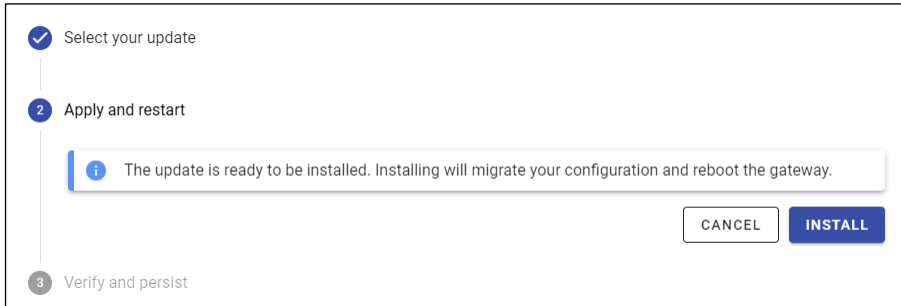 Select your update
2 Apply and restart
The update is ready to be installed. Installing will migrate your configuration and reboot the gateway.
CANCEL INSTALL
3 Verify and persist